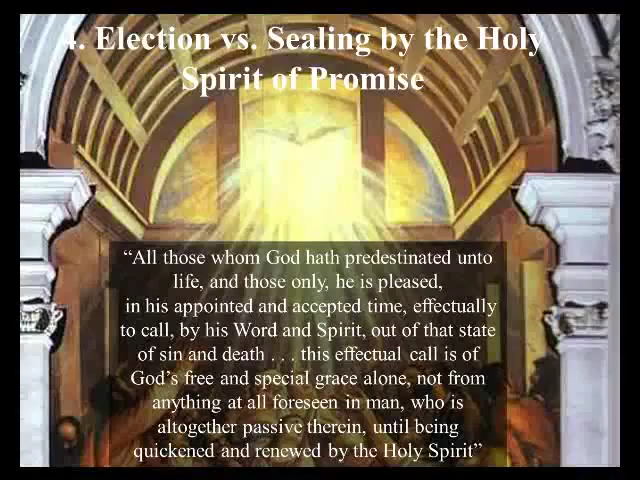 4. Election vs. Sealing by the Holy
Spirit of Promise
“All those whom God hath predestinated unto
life, and those only, he is pleased,
in his appointed and accepted time, effectually
to call, by his Word and Spirit, out of that state
of sin and death . . . this effectual call is of
God’s free and special grace alone, not from
anything at all foreseen in man, who is
altogether passive therein, until being
quickened and renewed by the Holy Spirit”